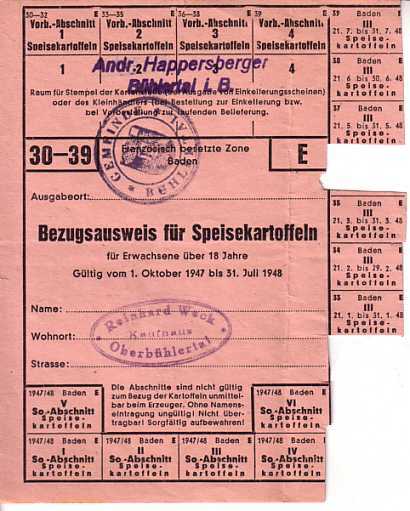 30—32 E
Vorb.-Abschnitt
1
Speisekartoffeln
1
33—35 E
Vorb.-Abschnitt
2
Speisekartoffeln
2
36—38 E
Vorb.-Abschnitt
3
Speisekartoffeln
3
39 E
Vorb.-Abschnitt
4
Speisekartoffeln
4
Andr. Happersberger
Bühlertal i. B.
Raum für Stempel der Kartenstelle (bei Ausgabe von Einkellerungsscheinen)
oder des Kleinhändlers (bei Bestellung zur Einkellerung bzw.
bei Vorbestellung zur laufenden Belieferung.
39 Baden E
III
21. 7. bis 31. 7. 48
Speise-
kartoffeln
38 Baden E
III
21. 6. bis 30. 6. 48
Speise-
kartoffeln
37 Baden E
III
21. 5. bis 31. 5. 48
Speise-
kartoffeln
30—39
Französisch besetzte Zone
Baden
E
GEMEINDE
BÜHL
Ausgabeort:
Bezugsausweis für Speisekartoffeln
für Erwachsene über 18 Jahre
Gültig vom 1. Oktober 1947 bis 31. Juli 1948
35 Baden E
III
21. 3. bis 31. 3. 48
Speise-
kartoffeln
34 Baden E
III
21. 2. bis 29. 2. 48
Speise-
kartoffeln
33 Baden E
III
21. 1. bis 31. 1. 48
Speise-
kartoffeln
Name:
Wohnort:
Strasse:
Reinhard Weck
Kaufhaus
Oberbühlertal
1947/48 Baden E
V
So.-Abschnitt
Speise-
kartoffeln
Die Abschnitte sind nicht gültig
zum Bezug der Kartoffeln unmittel-
bar beim Erzeuger. Ohne Namens-
eintragung ungültig! Nicht über-
tragbar! Sorgfältig aufbewahren!
1947/48 Baden E
VI
So.-Abschnitt
Speise-
kartoffeln
1947/48 Baden E
I
So.-Abschnitt
Speise-
kartoffeln
1947/48 Baden E
II
So.-Abschnitt
Speise-
kartoffeln
1947/48 Baden E
III
So.-Abschnitt
Speise-
kartoffeln
1947/48 Baden E
IV
So.-Abschnitt
Speise-
kartoffeln